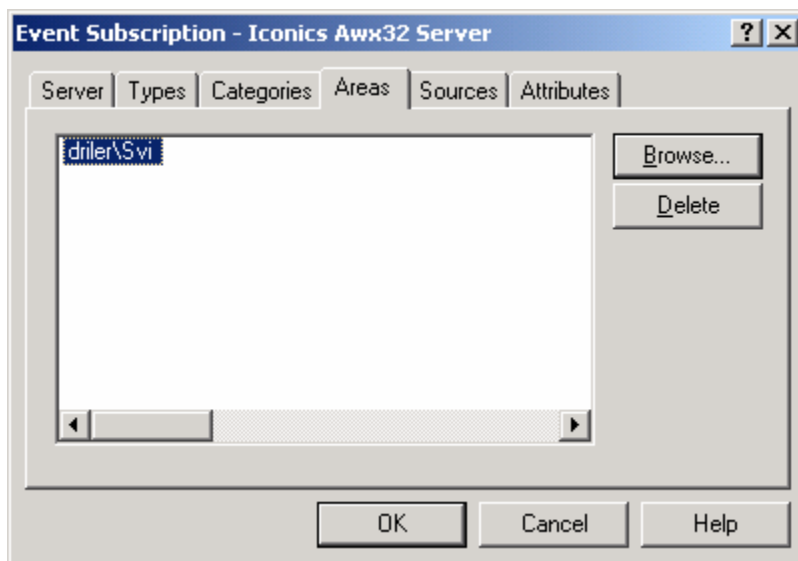 Event Subscription - Iconics Awx32 Server
Server Types Categories Areas Sources Attributes
driler\Svi
Browse...
Delete
OK Cancel Help